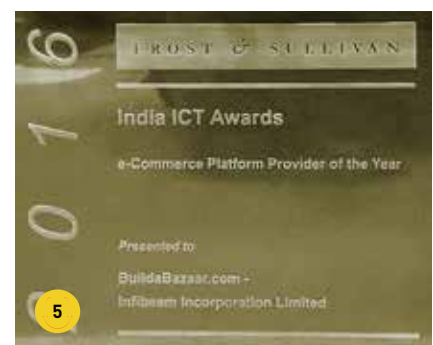 2016
FROST & SULLIVAN
India ICT Awards
e-Commerce Platform Provider of the Year
Presented to
BuildaBazaar.com -
Infibeam Incorporation Limited
5